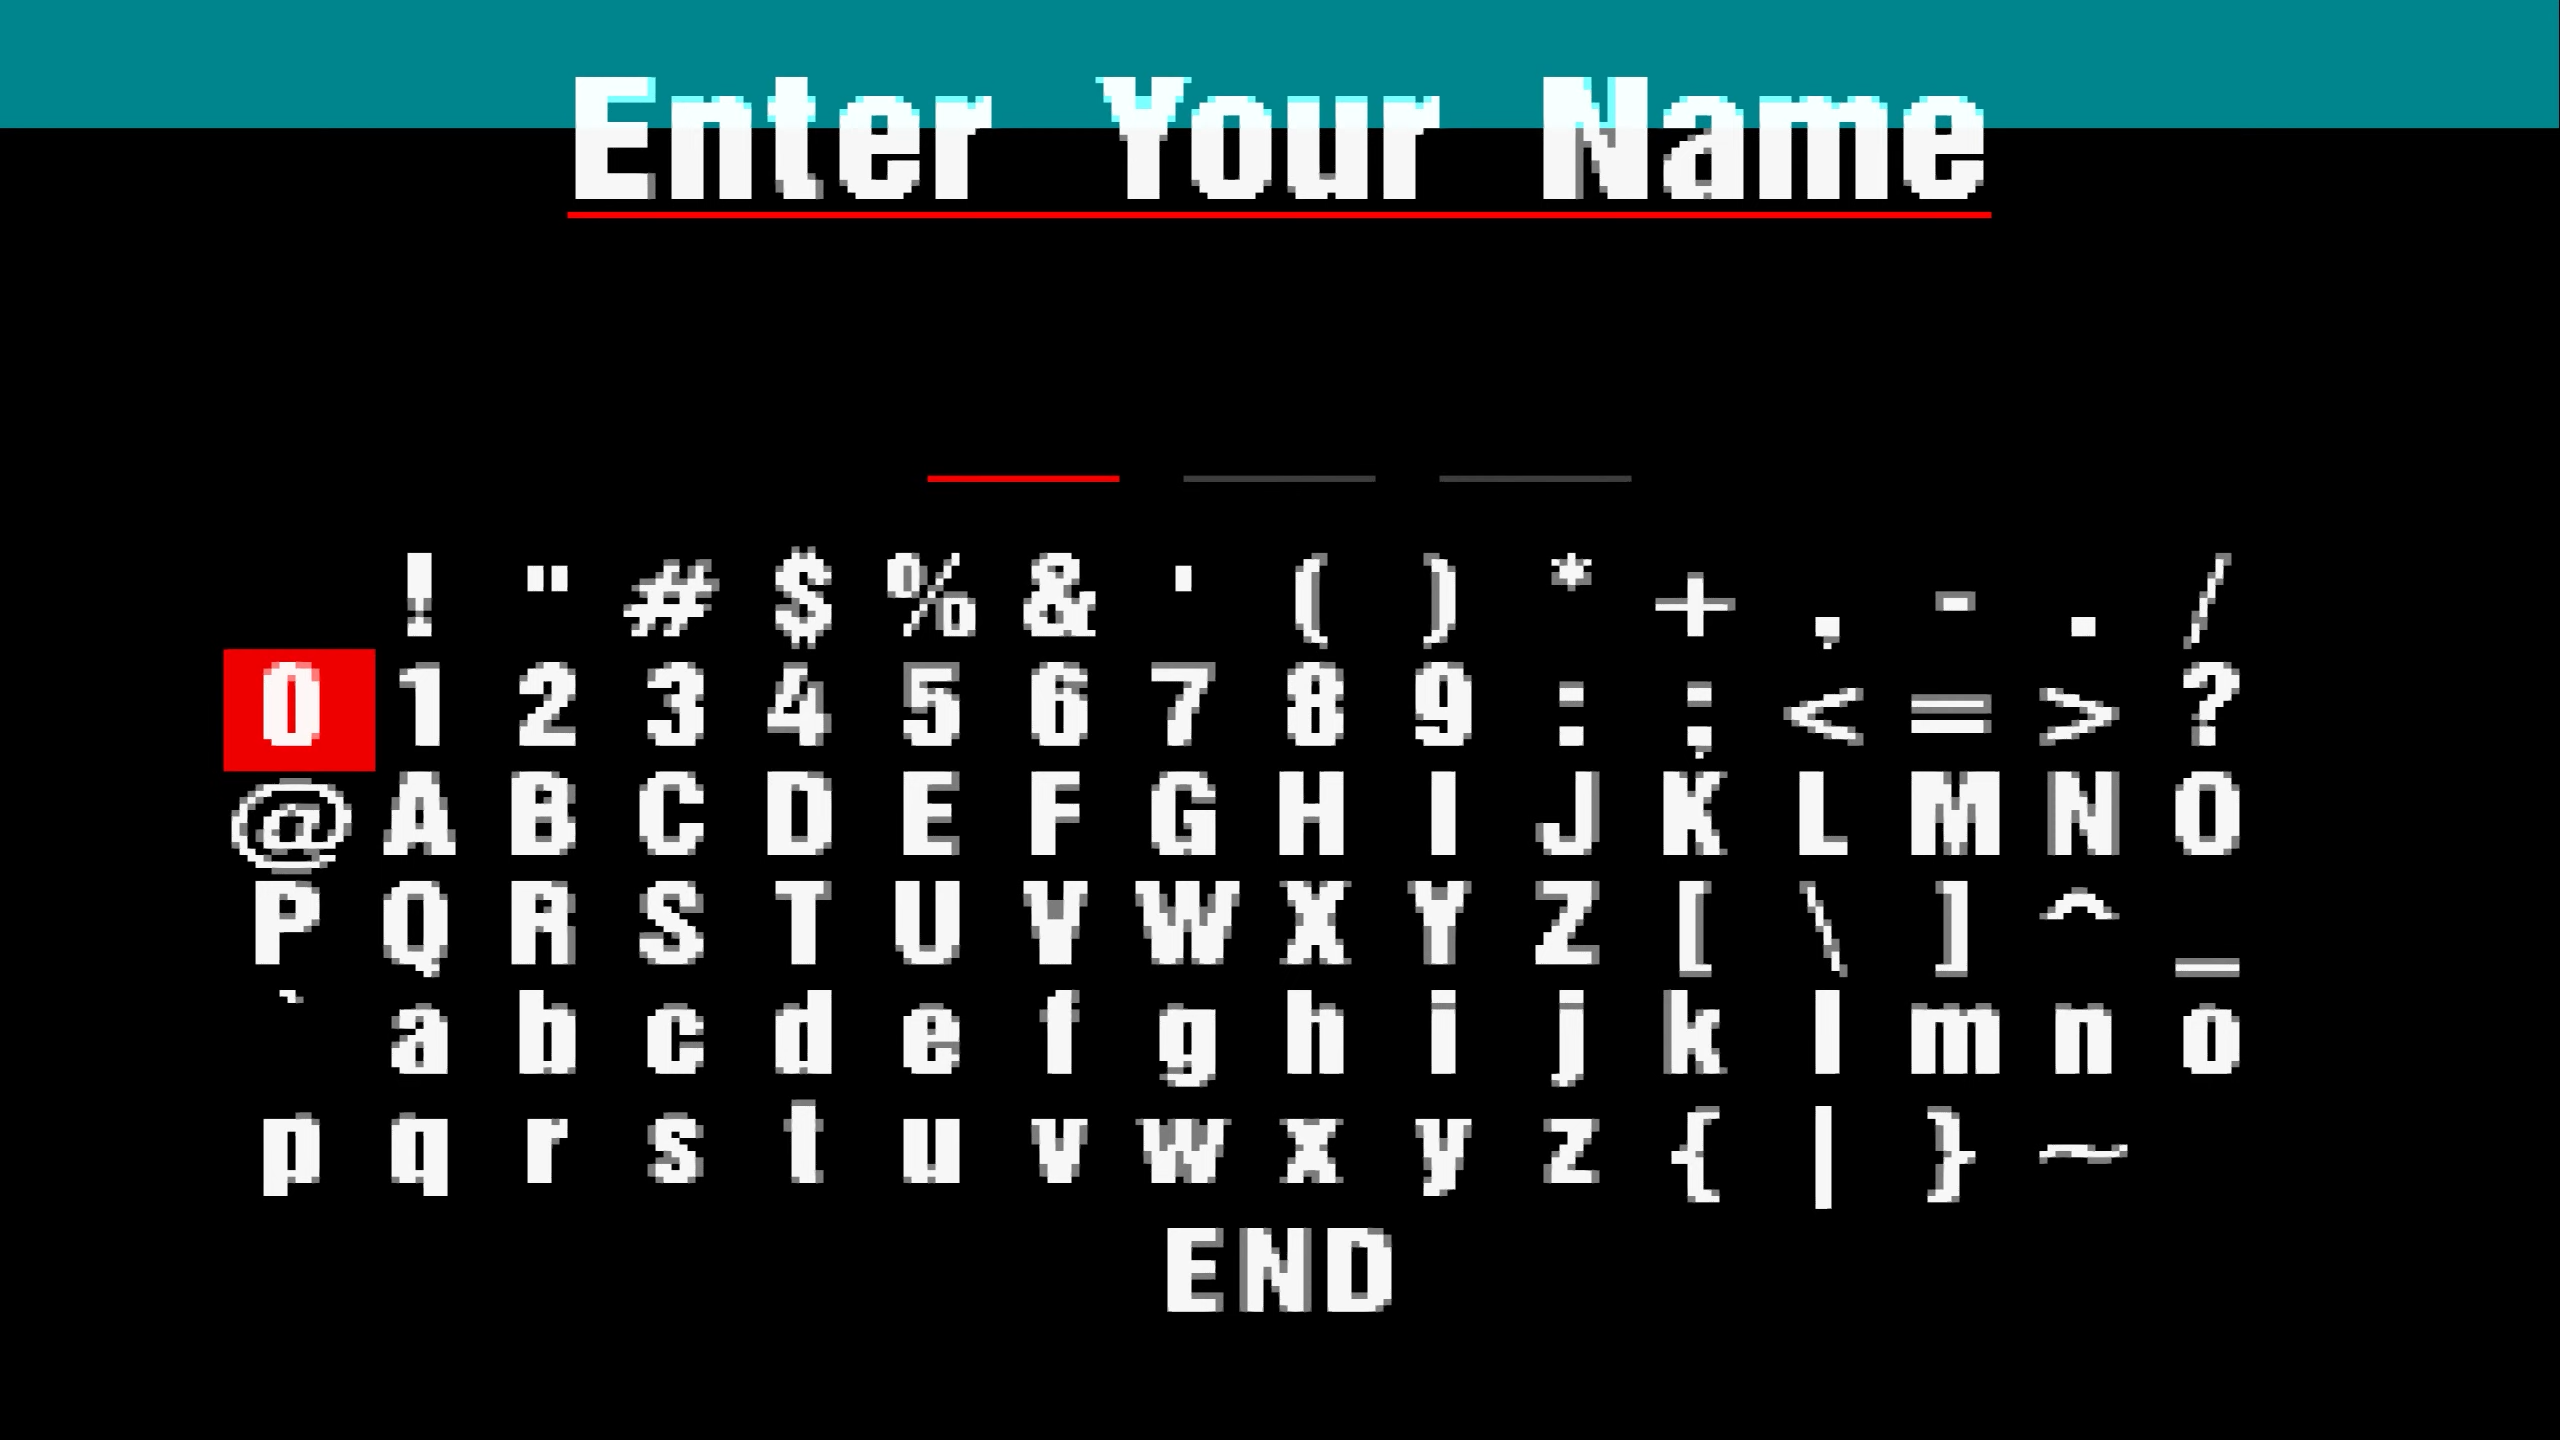 Enter Your Name
! " # $ % & ' ( ) * + , - . /
0 1 2 3 4 5 6 7 8 9 : ; < = > ?
@ A B C D E F G H I J K L M N O
P Q R S T U V W X Y Z [ \ ] ^ _
` a b c d e f g h i j k l m n o
p q r s t u v w x y z { | } ~
END